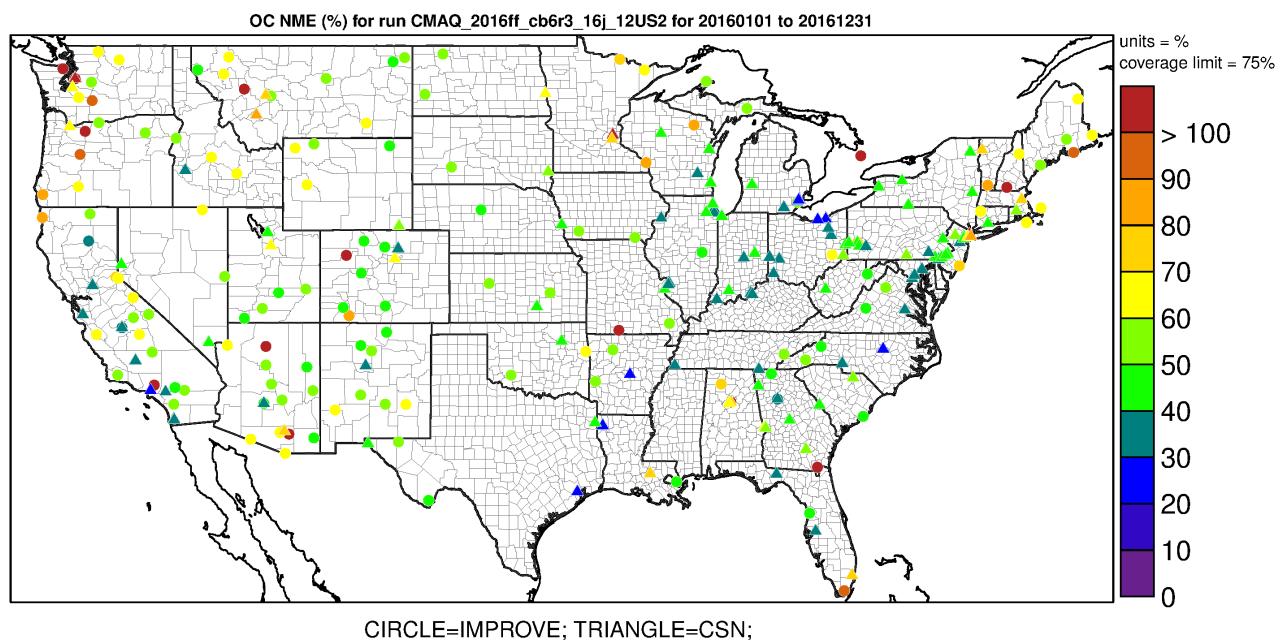 OC NME (%) for run CMAQ_2016ff_cb6r3_16j_12US2 for 20160101 to 20161231
units = %
coverage limit = 75%
> 100
90
80
70
60
50
40
30
20
10
0
CIRCLE=IMPROVE; TRIANGLE=CSN;